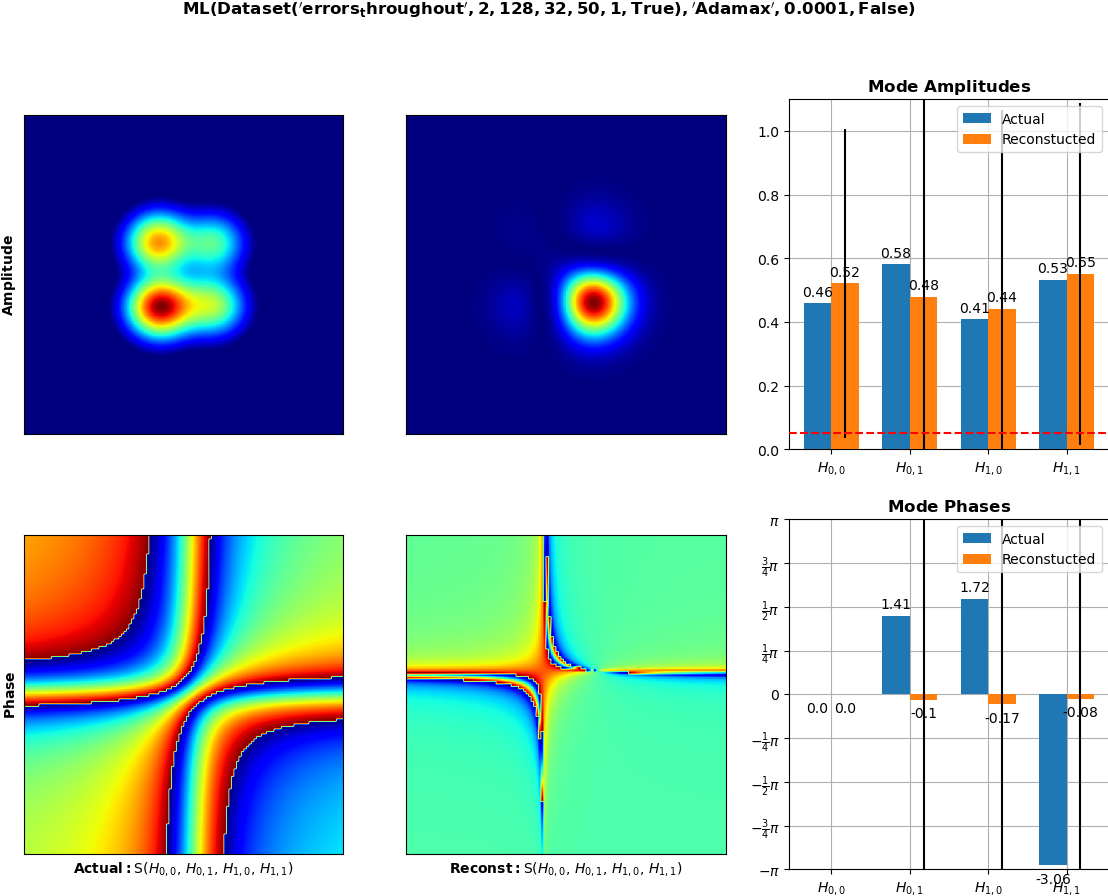 ML(Dataset('errors_throughout', 2, 128, 32, 50, 1, True), 'Adamax', 0.0001, False)
Amplitude
Mode Amplitudes
Actual
Reconstucted
1.0
0.8
0.6
0.4
0.2
0.0
0.46 0.52 0.58 0.48 0.41 0.44 0.53 0.55
H0,0 H0,1 H1,0 H1,1
Phase
Actual: S(H0,0, H0,1, H1,0, H1,1)
Reconst: S(H0,0, H0,1, H1,0, H1,1)
Mode Phases
Actual
Reconstucted
π
3/4π
1/2π
1/4π
0
−1/4π
−1/2π
−3/4π
−π
0.0 0.0 1.41 -0.1 1.72 -0.17 -3.06 -0.08
H0,0 H0,1 H1,0 H1,1